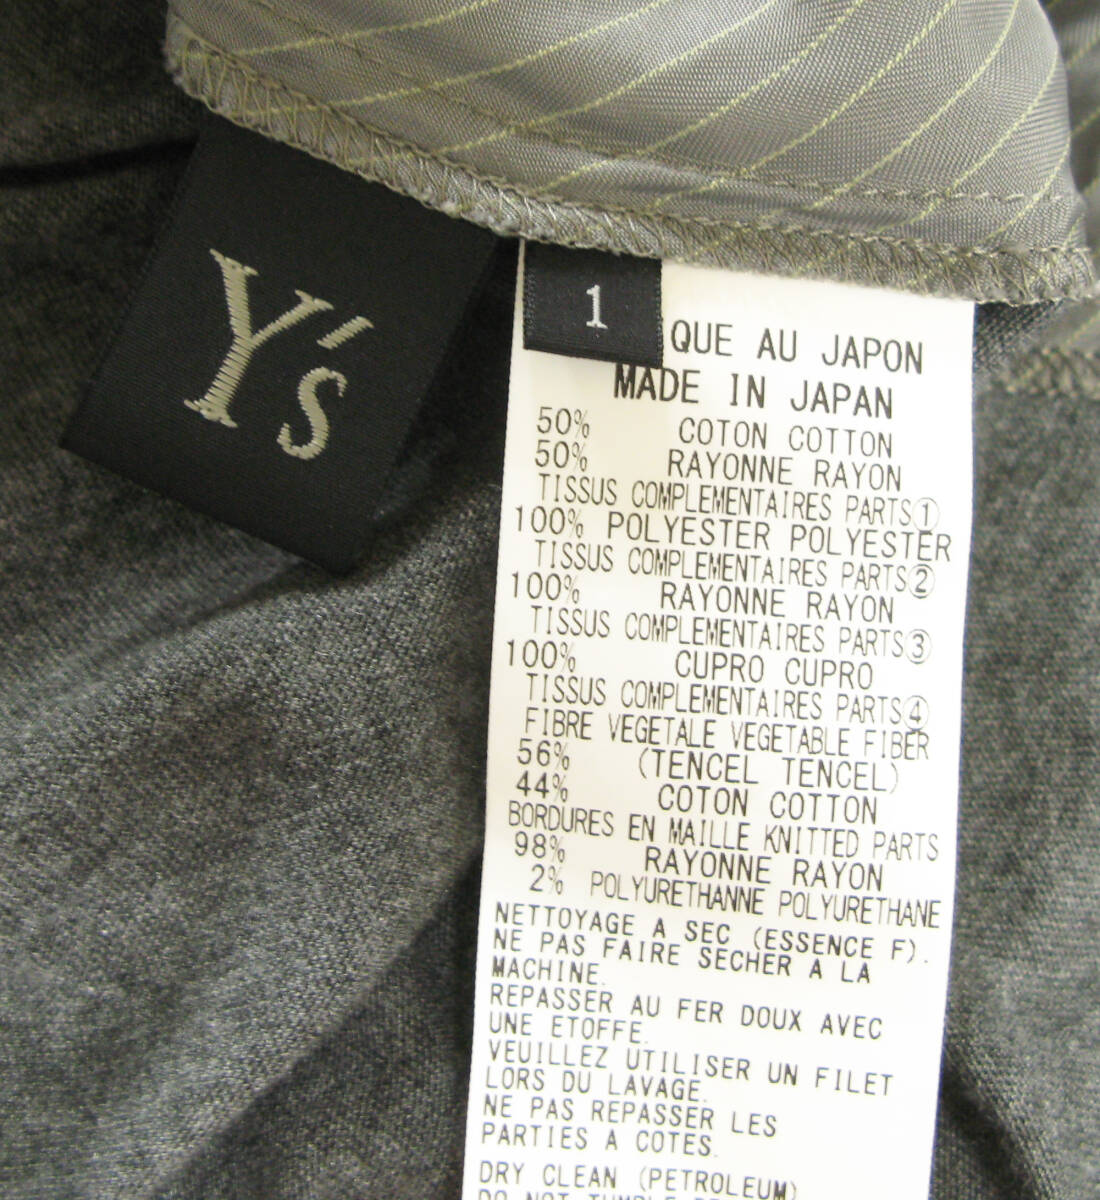 Y's
1
QUE AU JAPON
MADE IN JAPAN
50% COTON COTTON
50% RAYONNE RAYON
TISSUS COMPLEMENTAIRES PARTS①
100% POLYESTER POLYESTER
TISSUS COMPLEMENTAIRES PARTS②
100% RAYONNE RAYON
TISSUS COMPLEMENTAIRES PARTS③
100% CUPRO CUPRO
TISSUS COMPLEMENTAIRES PARTS④
FIBRE VEGETALE VEGETABLE FIBER
56% (TENCEL TENCEL)
44% COTON COTTON
BORDURES EN MAILLE KNITTED PARTS
98% RAYONNE RAYON
2% POLYURETHANNE POLYURETHANE
NETTOYAGE A SEC (ESSENCE F).
NE PAS FAIRE SECHER A LA
MACHINE.
REPASSER AU FER DOUX AVEC
UNE ETOFFE.
VEUILLEZ UTILISER UN FILET
LORS DU LAVAGE.
NE PAS REPASSER LES
PARTIES A COTES.
DRY CLEAN (PETROLEUM)
DO NOT TUMBLE